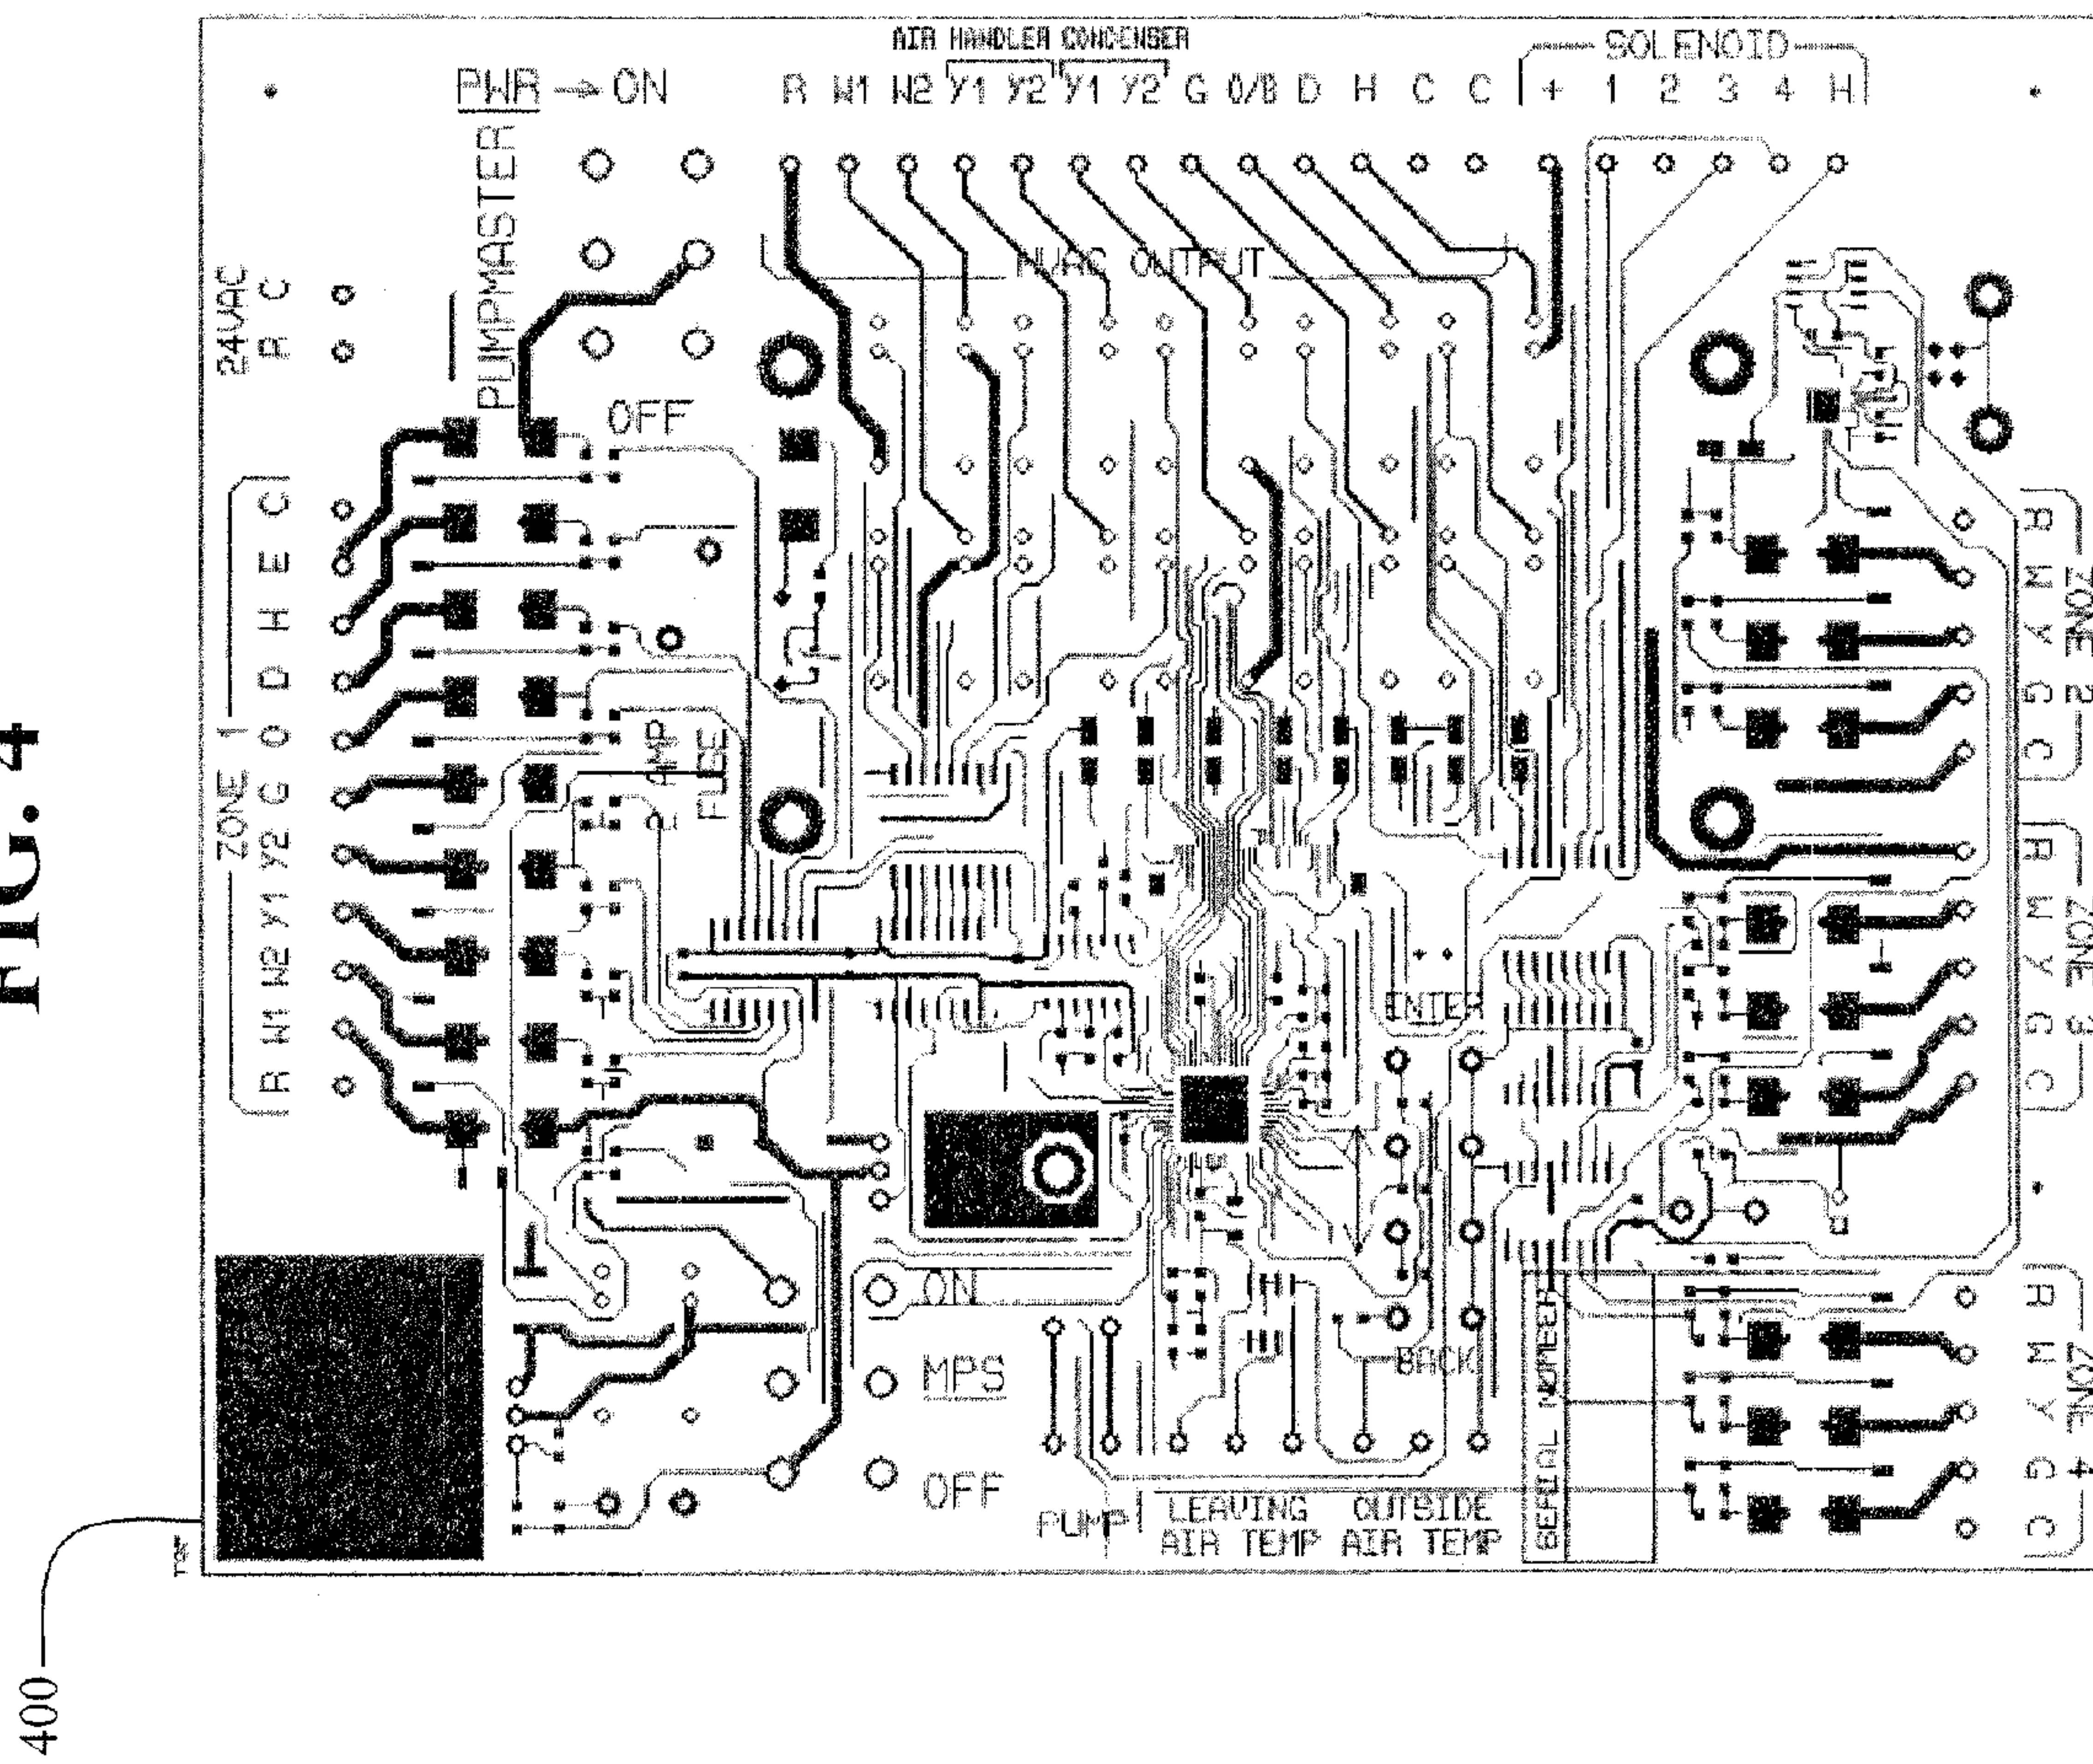 FIG. 4
AIR HANDLER CONDENSER
SOLENOID
PWR → ON
R W1 W2 Y1 Y2 Y1 Y2 G O/B D H C C + 1 2 3 4 H
PUMPMASTER
HVAC OUTPUT
24VAC
R C
OFF
ZONE 1
R W1 W2 Y1 Y2 G O D H E C
AMP
FUSE
R W Y G C
ZONE 2
R W Y G C
ZONE 3
ENTER
ON
MPS
OFF
BACK
PUMP
LEAVING AIR TEMP
OUTSIDE AIR TEMP
SERIAL NUMBER
R W Y G C
ZONE 4
TOP
400